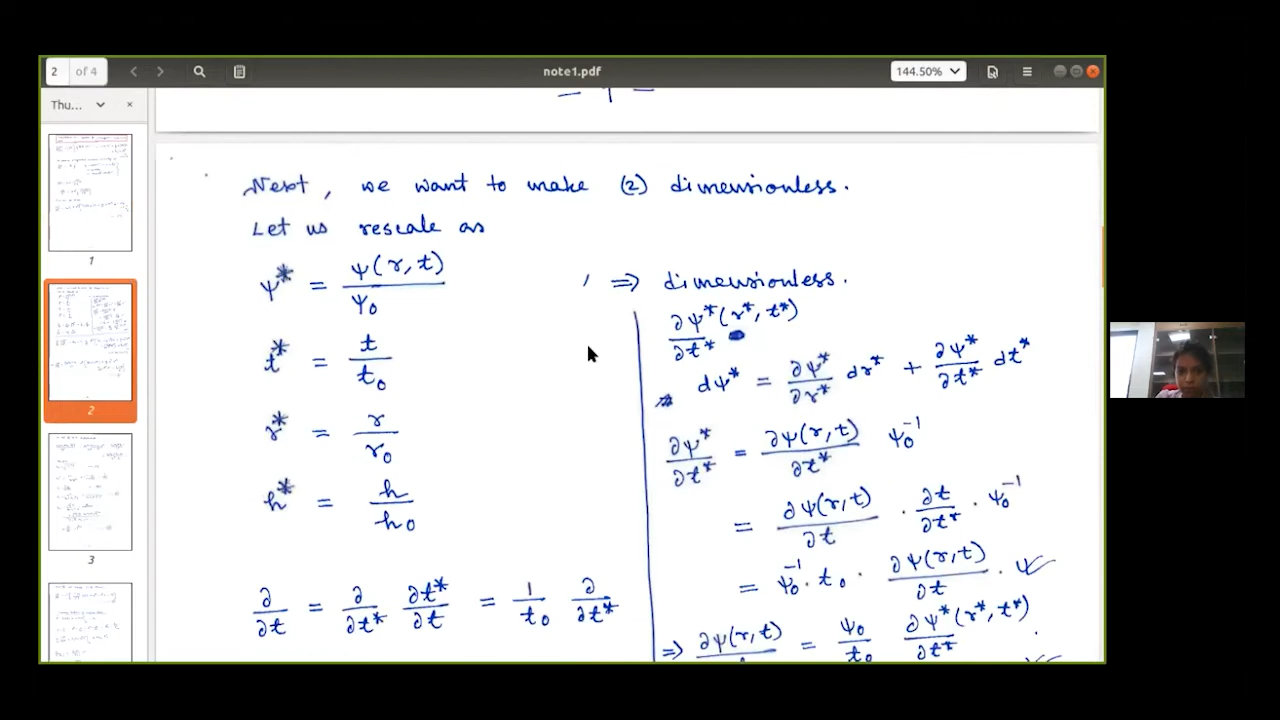 2 of 4
note1.pdf
144.50%
Thu...
1
2
3
Next, we want to make (2) dimensionless.
Let us rescale as
ψ* = ψ(r, t) / ψ₀
t* = t / t₀
r* = r / r₀
h* = h / h₀
∂/∂t = ∂/∂t* ∂t*/∂t = 1/t₀ ∂/∂t*
, ⇒ dimensionless.
∂ψ*(r*, t*) / ∂t*
dψ* = ∂ψ*/∂r* dr* + ∂ψ*/∂t* dt*
∂ψ*/∂t* = ∂ψ(r, t)/∂t* ψ₀⁻¹
= ∂ψ(r, t)/∂t · ∂t/∂t* · ψ₀⁻¹
= ψ₀⁻¹ · t₀ · ∂ψ(r, t)/∂t ·
⇒ ∂ψ(r, t) = ψ₀/t₀ ∂ψ*(r*, t*)/∂t*